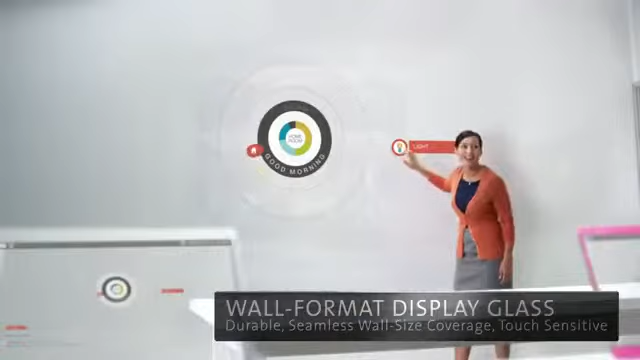 LIGHT
GOOD MORNING
WALL-FORMAT DISPLAY GLASS
Durable, Seamless Wall-Size Coverage, Touch Sensitive